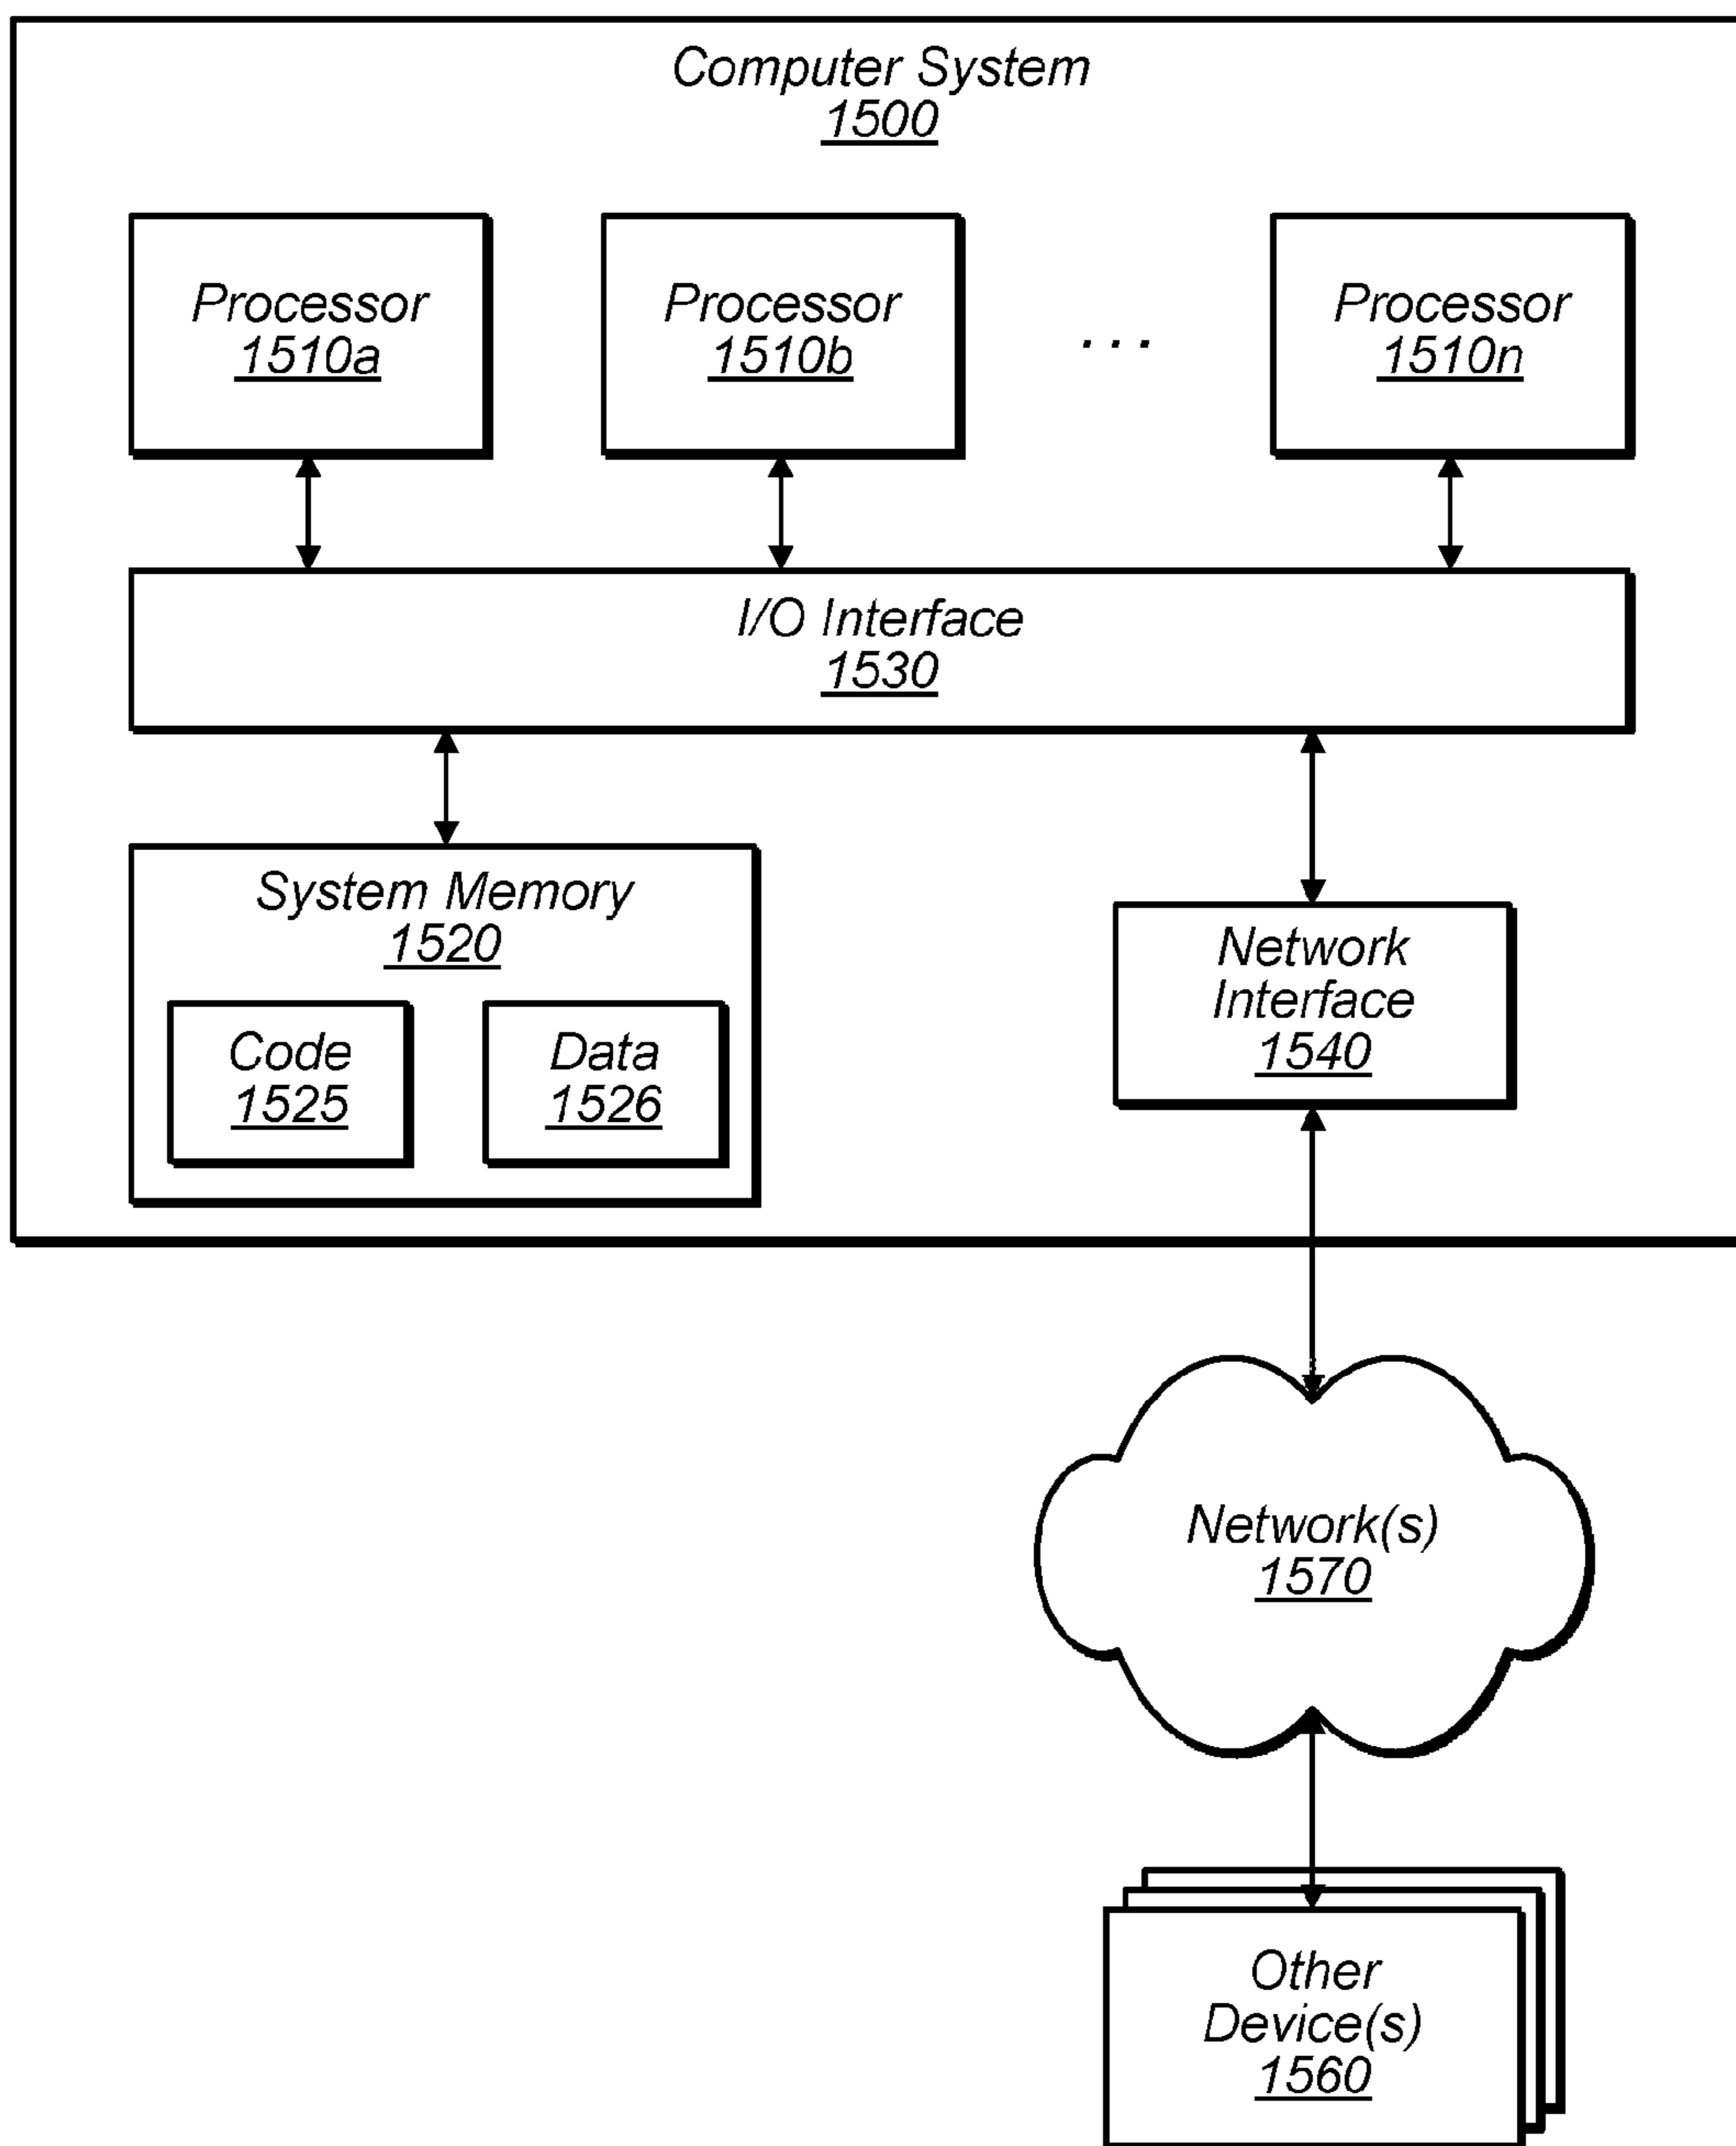 Computer System
1500
Processor
1510a
Processor
1510b
. . .
Processor
1510n
I/O Interface
1530
System Memory
1520
Code
1525
Data
1526
Network
Interface
1540
Network(s)
1570
Other
Device(s)
1560